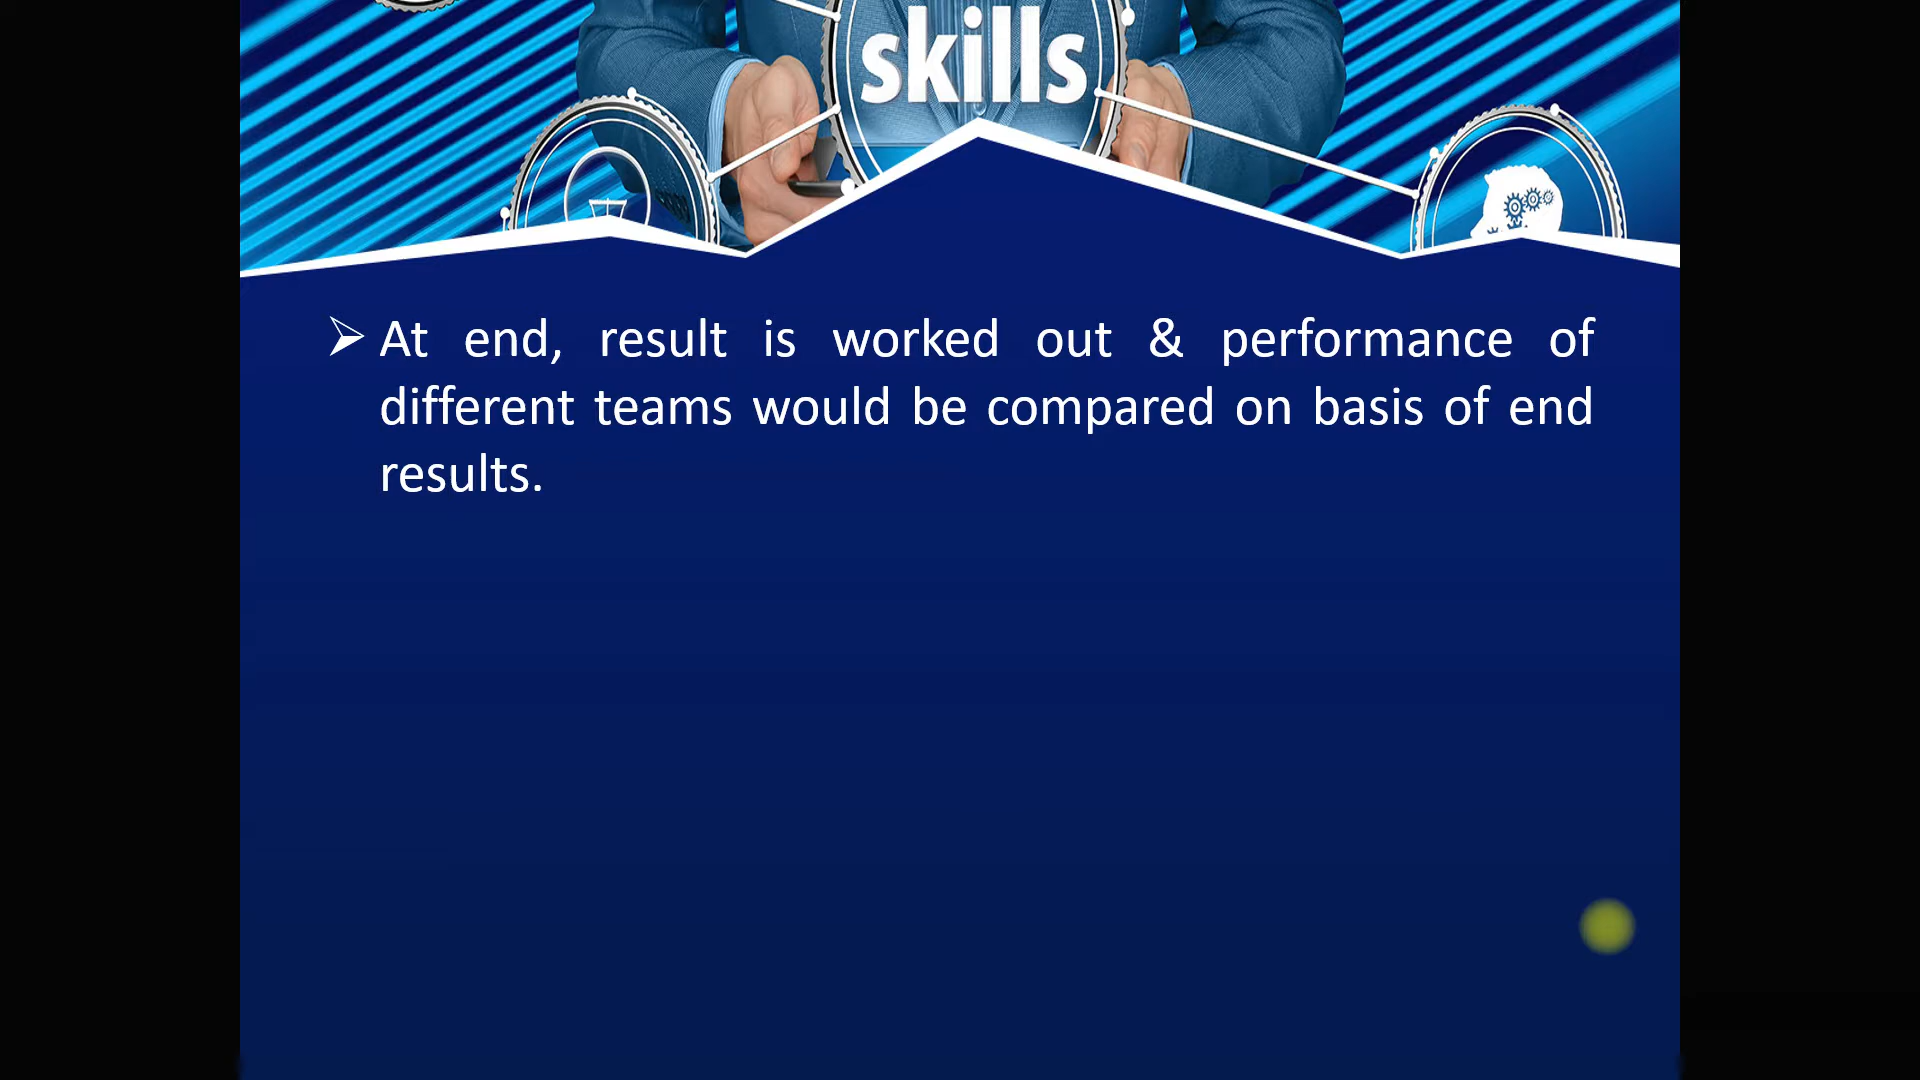 skills
At end, result is worked out & performance of
different teams would be compared on basis of end
results.